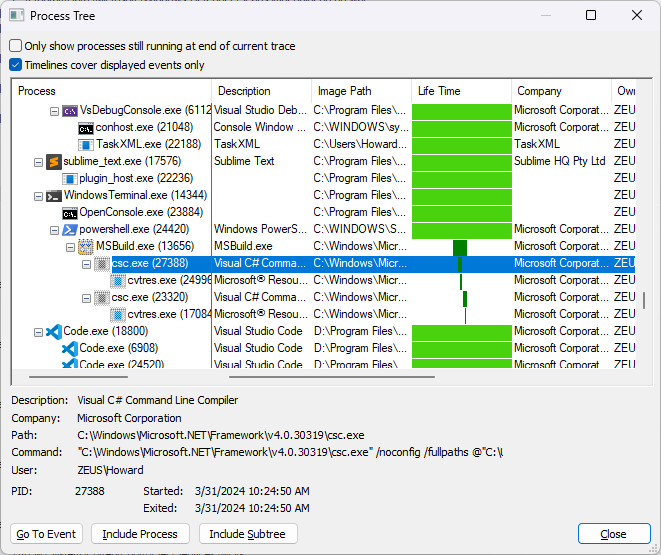 Process Tree
Only show processes still running at end of current trace
Timelines cover displayed events only
Process Description Image Path Life Time Company Own
VsDebugConsole.exe (6112 Visual Studio Deb... C:\Program Files\... Microsoft Corporat... ZEU
conhost.exe (21048) Console Window ... C:\WINDOWS\sy... Microsoft Corporat... ZEU
TaskXML.exe (22188) TaskXML C:\Users\Howard... TaskXML ZEU
sublime_text.exe (17576) Sublime Text C:\Program Files\... Sublime HQ Pty Ltd ZEU
plugin_host.exe (22236) C:\Program Files\... ZEU
WindowsTerminal.exe (14344) C:\Program Files\... ZEU
OpenConsole.exe (23884) C:\Program Files\... ZEU
powershell.exe (24420) Windows PowerS... C:\WINDOWS\S... Microsoft Corporat... ZEU
MSBuild.exe (13656) MSBuild.exe C:\Windows\Micr... Microsoft Corporat... ZEU
csc.exe (27388) Visual C# Comma... C:\Windows\Micr... Microsoft Corporat... ZEU
cvtres.exe (24996 Microsoft® Resou... C:\Windows\Micr... Microsoft Corporat... ZEU
csc.exe (23320) Visual C# Comma... C:\Windows\Micr... Microsoft Corporat... ZEU
cvtres.exe (17084 Microsoft® Resou... C:\Windows\Micr... Microsoft Corporat... ZEU
Code.exe (18800) Visual Studio Code D:\Program Files/... Microsoft Corporat... ZEU
Code.exe (6908) Visual Studio Code D:\Program Files\... Microsoft Corporat... ZEU
Code.exe (24520) Visual Studio Code D:\Program Files\... Microsoft Corporat... ZEU
Description: Visual C# Command Line Compiler
Company: Microsoft Corporation
Path: C:\Windows\Microsoft.NET\Framework\v4.0.30319\csc.exe
Command: "C:\Windows\Microsoft.NET\Framework\v4.0.30319\csc.exe" /noconfig /fullpaths @"C:\
User: ZEUS\Howard
PID: 27388 Started: 3/31/2024 10:24:50 AM
Exited: 3/31/2024 10:24:50 AM
Go To Event Include Process Include Subtree Close